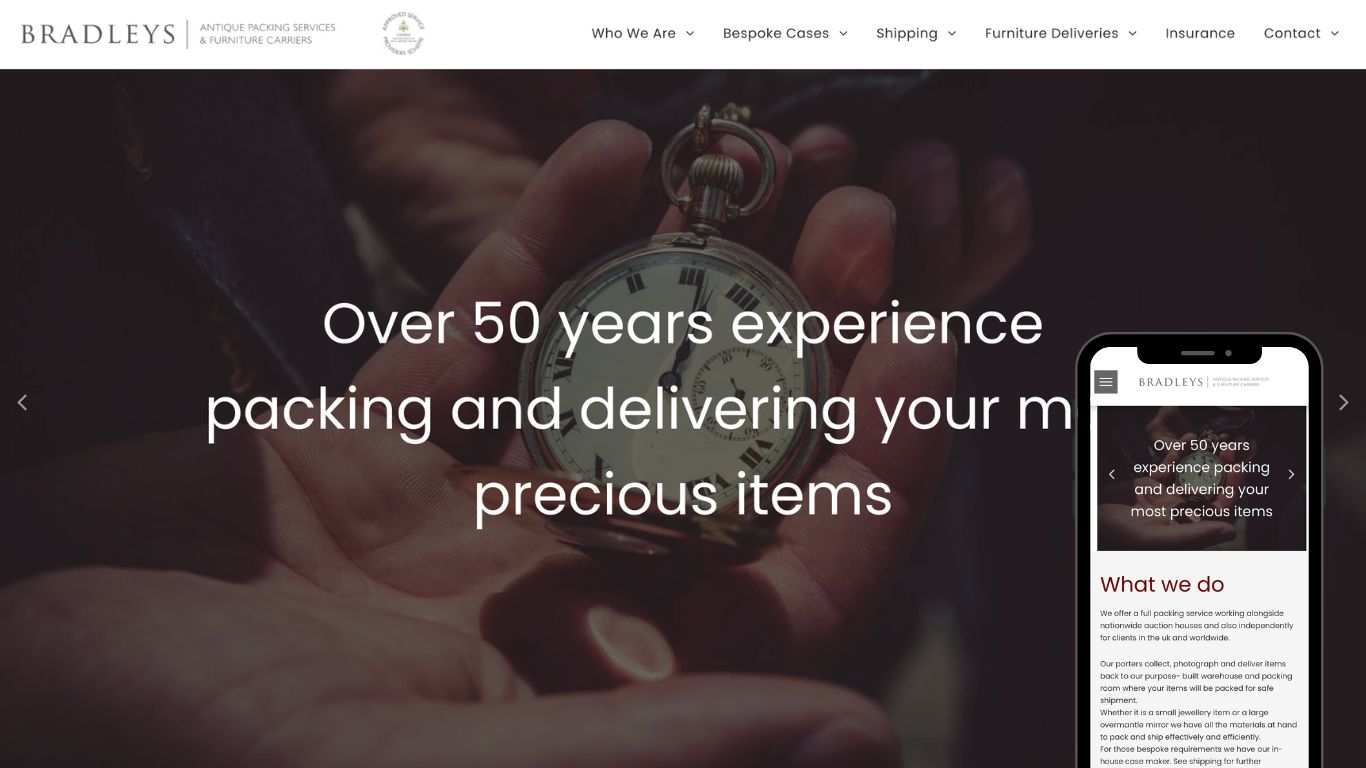 BRADLEYS
ANTIQUE PACKING SERVICES
& FURNITURE CARRIERS
APPROVED SERVICE
PROVIDERS SCHEME
Who We Are
Bespoke Cases
Shipping
Furniture Deliveries
Insurance
Contact
Over 50 years experience
packing and delivering your m
precious items
BRADLEYS
ANTIQUE PACKING SERVICES
& FURNITURE CARRIERS
Over 50 years
experience packing
and delivering your
most precious items
What we do
We offer a full packing service working alongside
nationwide auction houses and also independently
for clients in the uk and worldwide.
Our porters collect, photograph and deliver items
back to our purpose- built warehouse and packing
room where your items will be packed for safe
shipment.
Whether it is a small jewellery item or a large
overmantle mirror we have all the materials at hand
to pack and ship effectively and efficiently.
For those bespoke requirements we have our in-
house case maker. See shipping for further